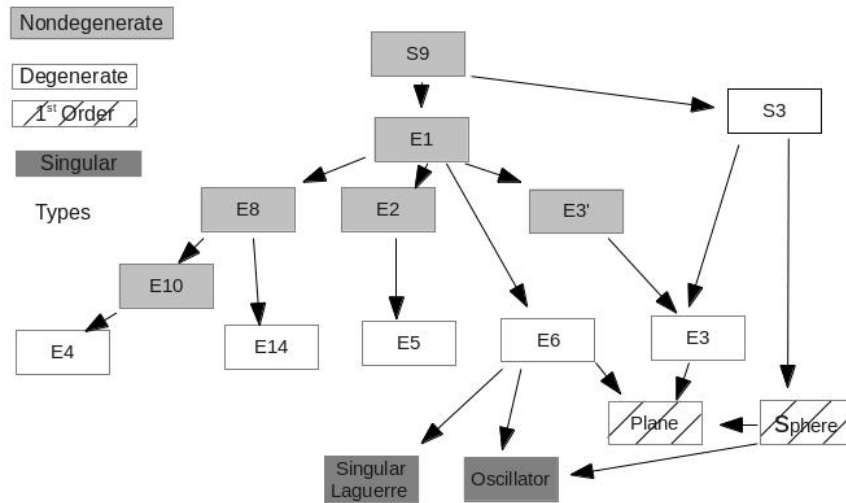 Nondegenerate
Degenerate
1st Order
Singular
Types
S9
S3
E1
E8
E2
E3'
E10
E4
E14
E5
E6
E3
Plane
Sphere
Singular
Laguerre
Oscillator